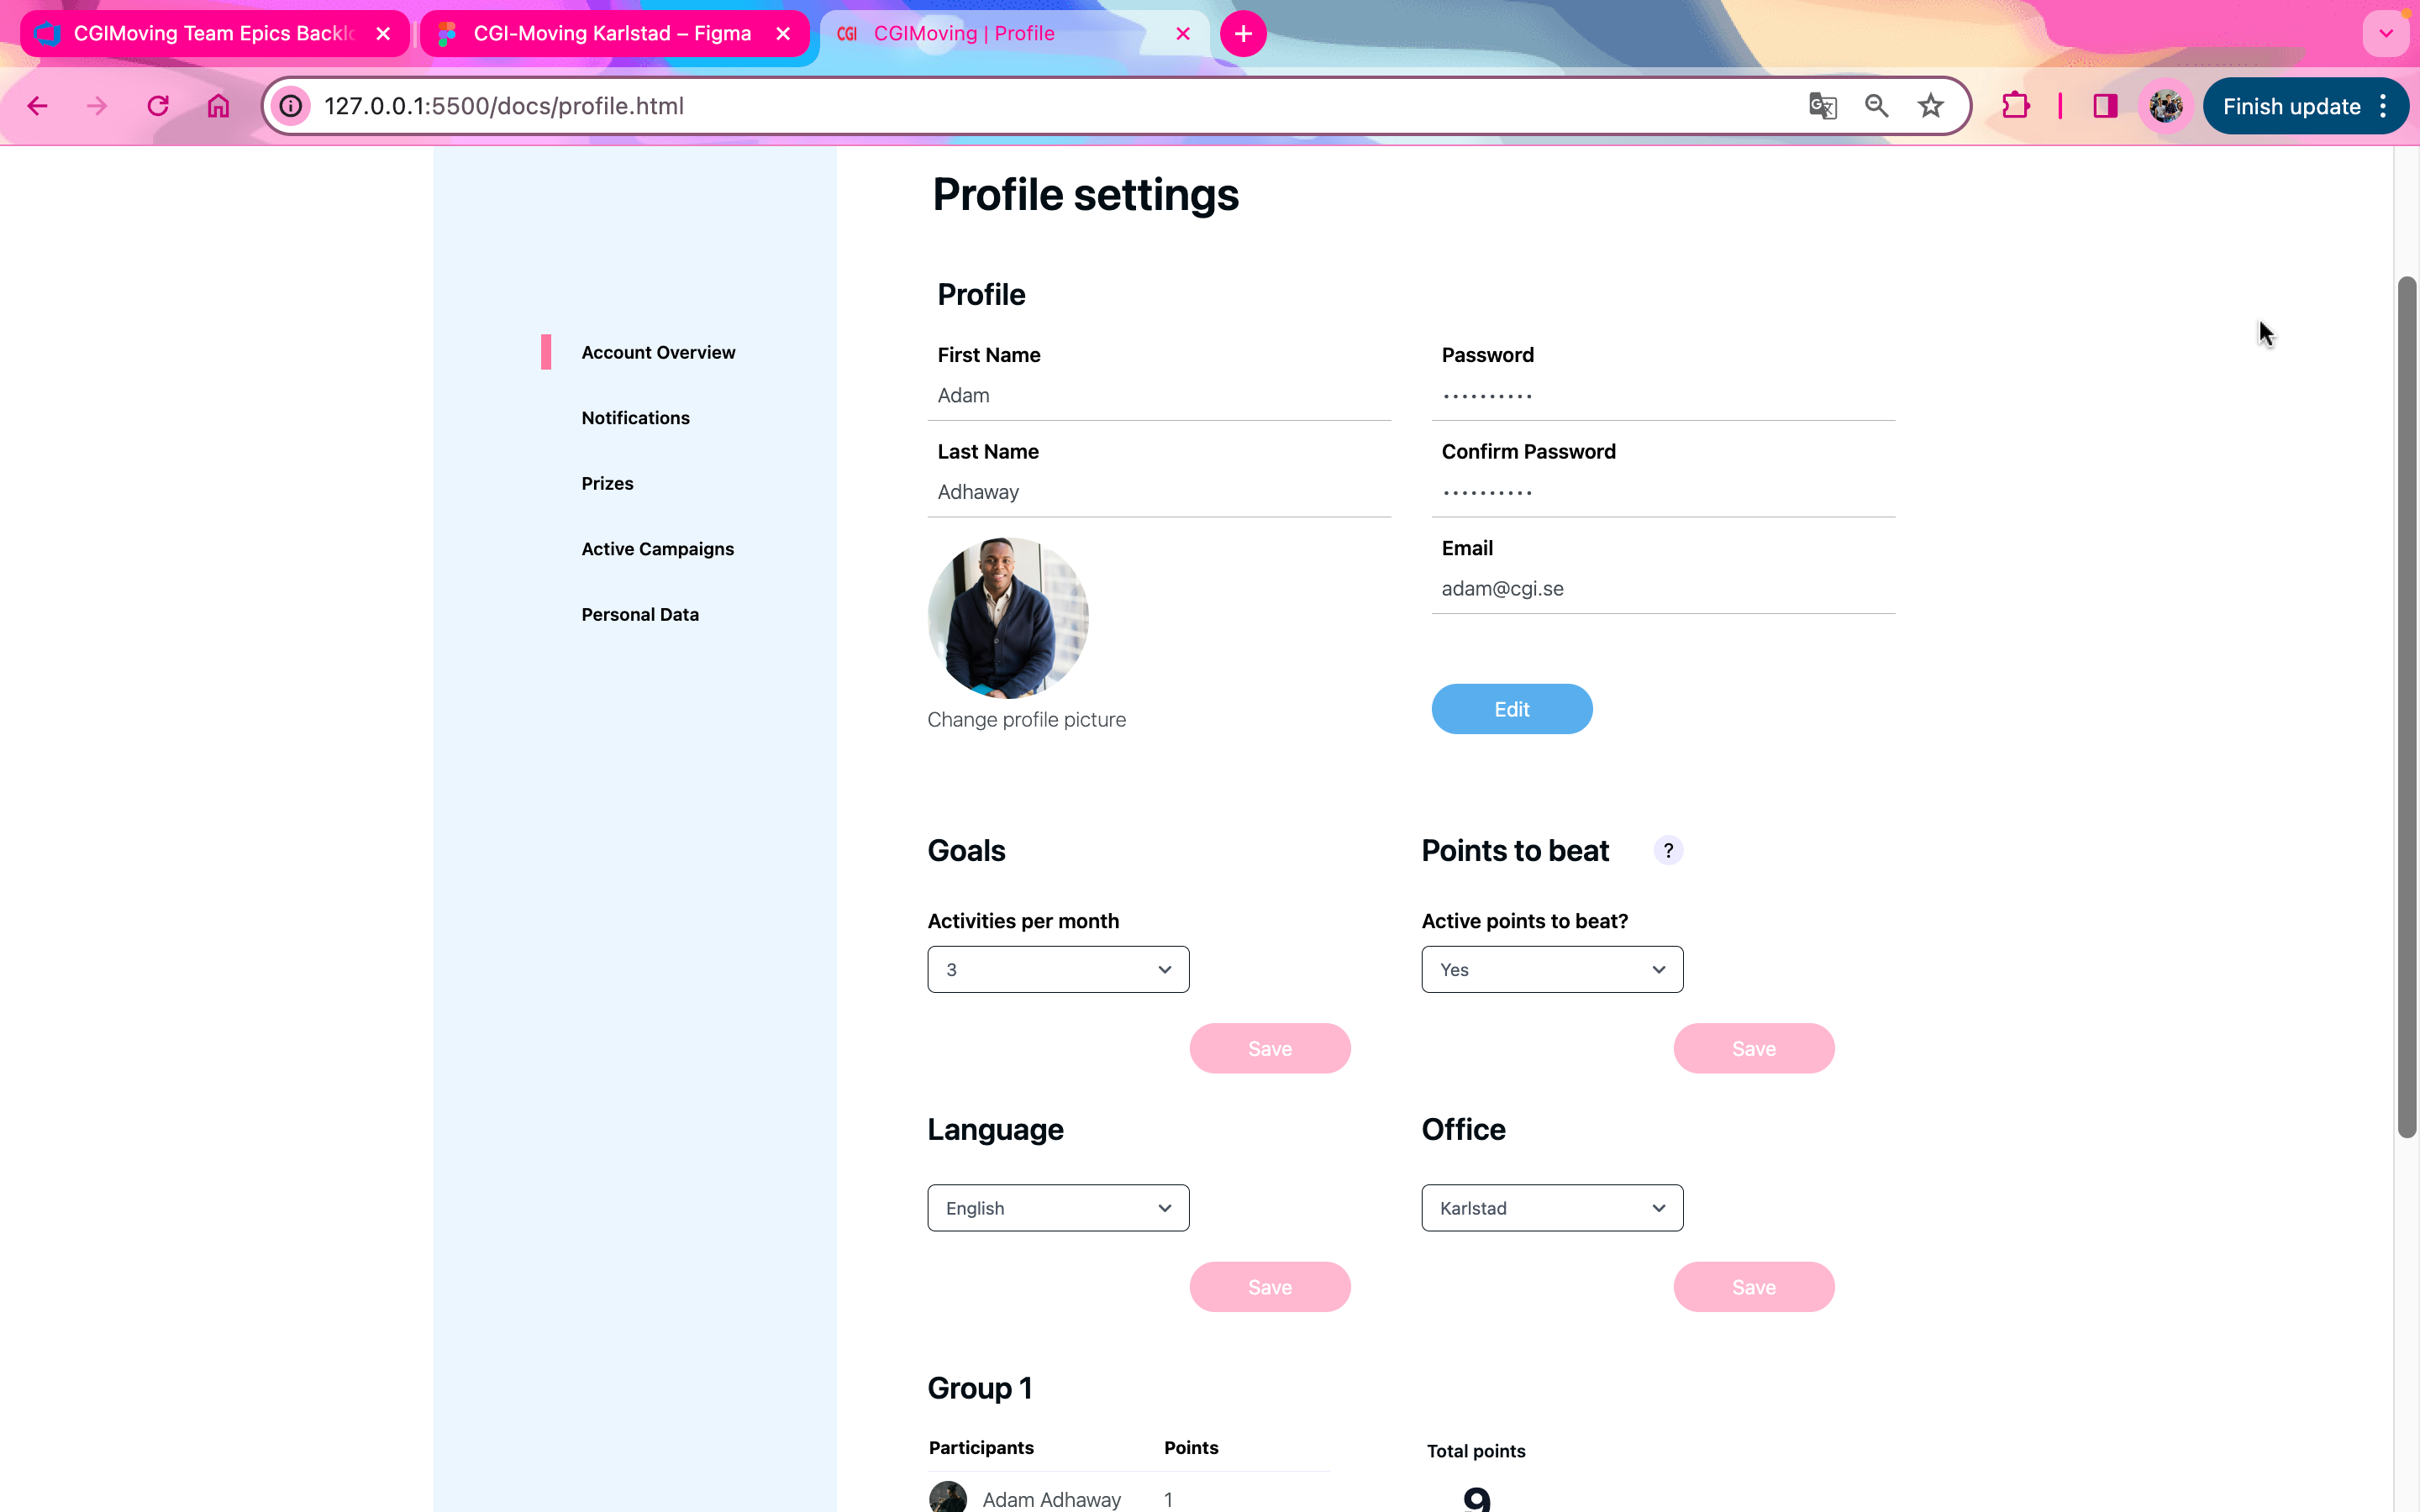 CGIMoving Team Epics Backlo
CGI-Moving Karlstad – Figma
CGI CGIMoving | Profile
127.0.0.1:5500/docs/profile.html
Finish update
Profile settings
Account Overview
Notifications
Prizes
Active Campaigns
Personal Data
Profile
First Name
Adam
Password
••••••••••
Last Name
Adhaway
Confirm Password
••••••••••
Email
adam@cgi.se
Change profile picture
Edit
Goals
Activities per month
3
Save
Points to beat ?
Active points to beat?
Yes
Save
Language
English
Save
Office
Karlstad
Save
Group 1
Participants Points
Adam Adhaway 1
Total points
9